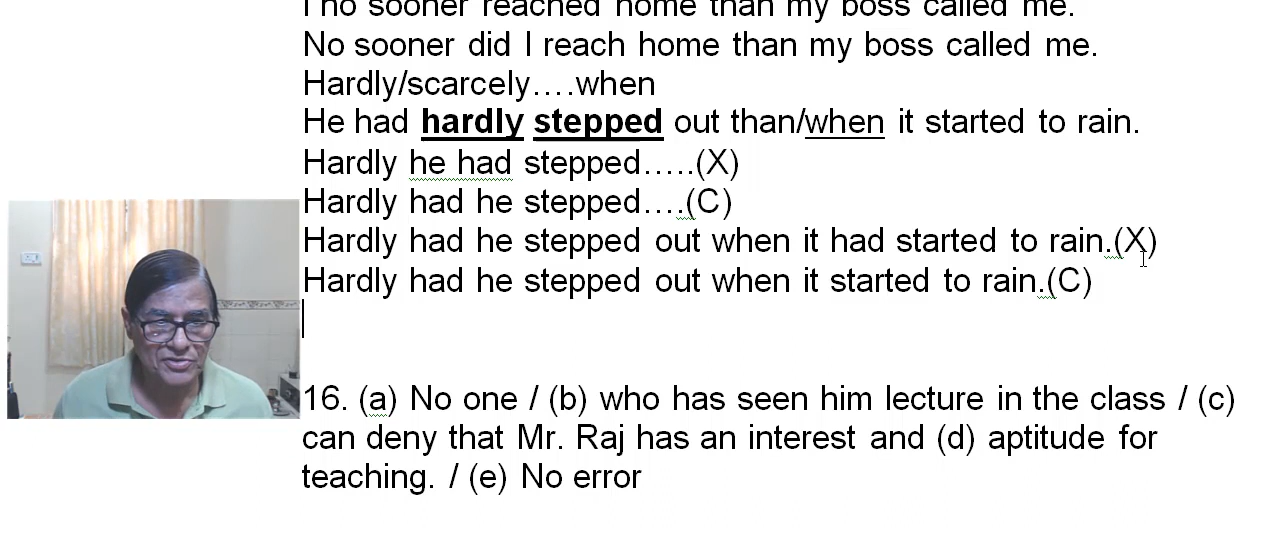 I no sooner reached home than my boss called me.
No sooner did I reach home than my boss called me.
Hardly/scarcely….when
He had hardly stepped out than/when it started to rain.
Hardly he had stepped…..(X)
Hardly had he stepped….(C)
Hardly had he stepped out when it had started to rain.(X)
Hardly had he stepped out when it started to rain.(C)
16. (a) No one / (b) who has seen him lecture in the class / (c)
can deny that Mr. Raj has an interest and (d) aptitude for
teaching. / (e) No error